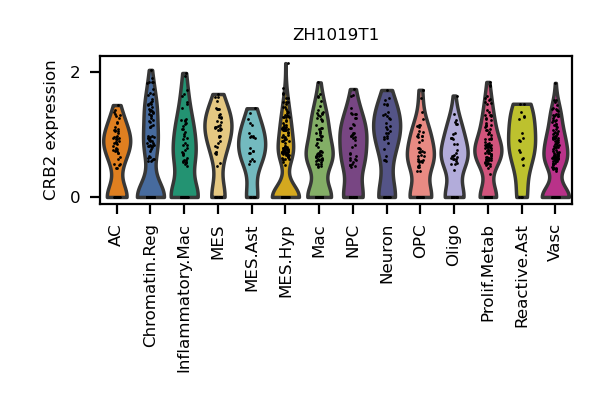 ZH1019T1
CRB2 expression
2
0
AC
Chromatin.Reg
Inflammatory.Mac
MES
MES.Ast
MES.Hyp
Mac
NPC
Neuron
OPC
Oligo
Prolif.Metab
Reactive.Ast
Vasc